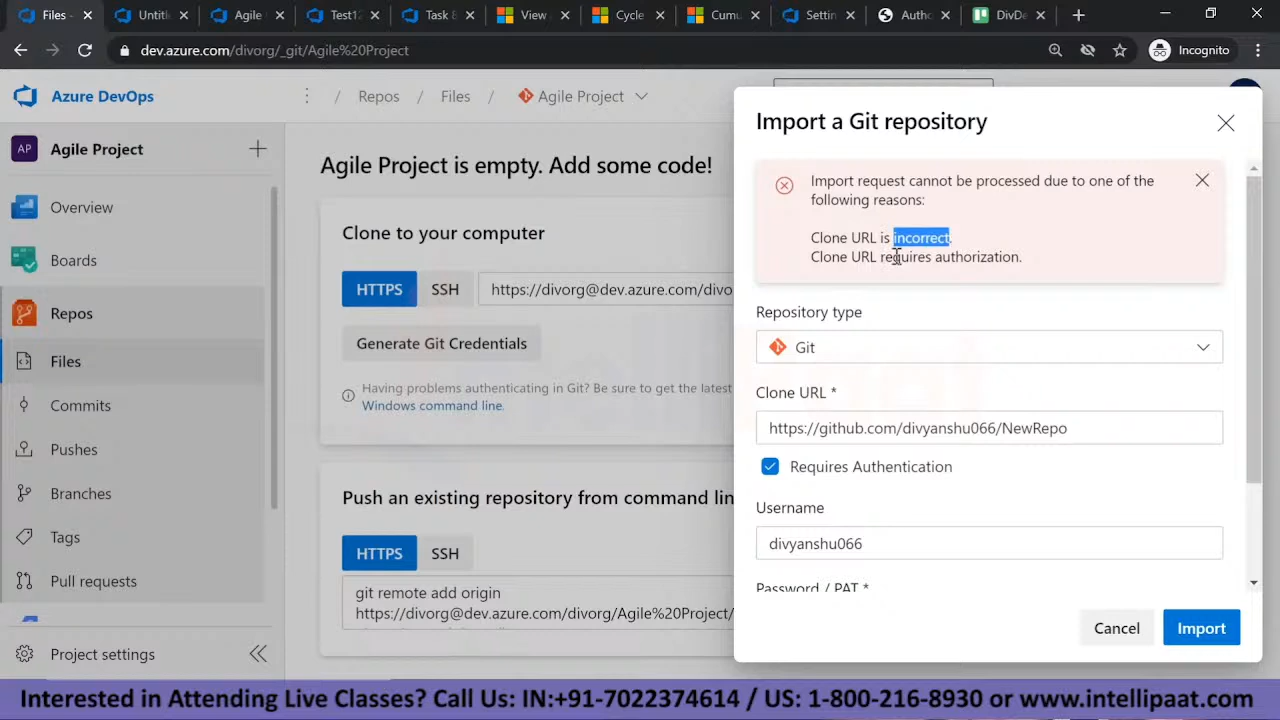 Files -
Untitl
Agile
Test12
Task 8
View
Cycle
Cumu
Settin
Autho
DivDe
dev.azure.com/divorg/_git/Agile%20Project
Incognito
Azure DevOps
/ Repos / Files / Agile Project
AP Agile Project
Overview
Boards
Repos
Files
Commits
Pushes
Branches
Tags
Pull requests
Project settings
Agile Project is empty. Add some code!
Clone to your computer
HTTPS SSH https://divorg@dev.azure.com/divo
Generate Git Credentials
Having problems authenticating in Git? Be sure to get the latest
Windows command line.
Push an existing repository from command lin
HTTPS SSH
git remote add origin
https://divorg@dev.azure.com/divorg/Agile%20Project/
Import a Git repository
Import request cannot be processed due to one of the
following reasons:
Clone URL is incorrect.
Clone URL requires authorization.
Repository type
Git
Clone URL *
https://github.com/divyanshu066/NewRepo
Requires Authentication
Username
divyanshu066
Password / PAT *
Cancel Import
Interested in Attending Live Classes? Call Us: IN:+91-7022374614 / US: 1-800-216-8930 or www.intellipaat.com